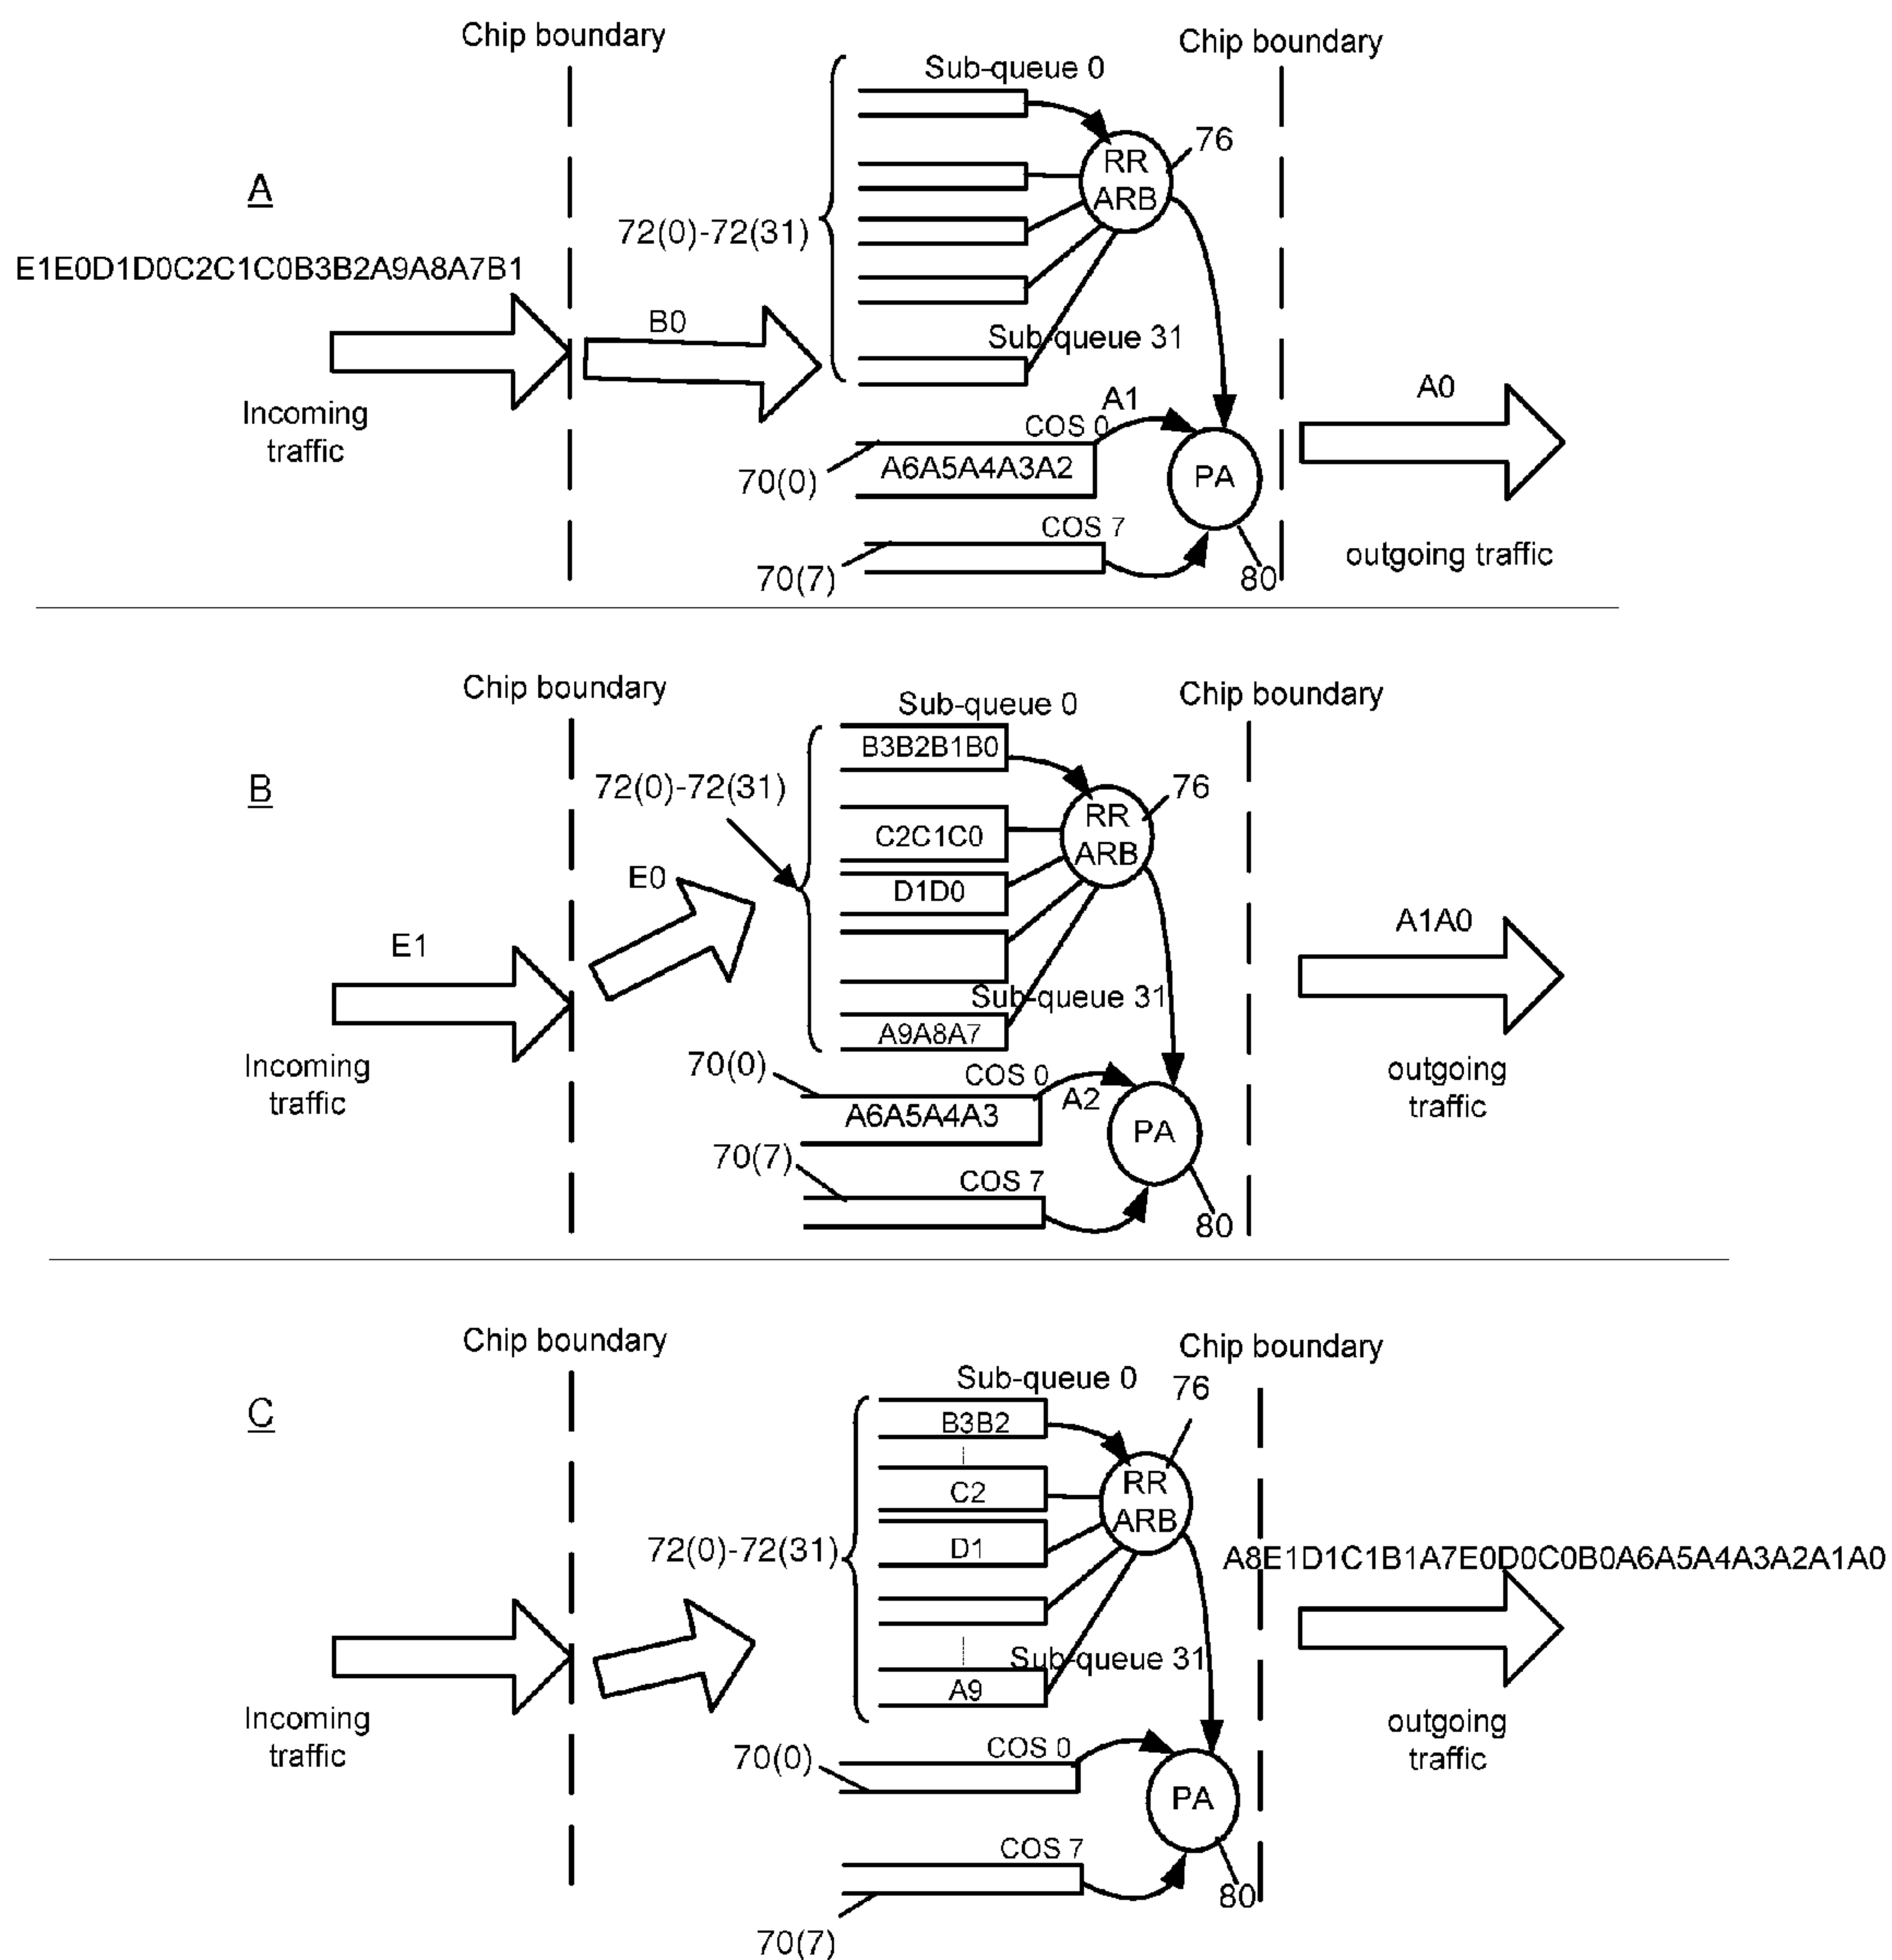 Chip boundary
Chip boundary
Sub-queue 0
76
RR
ARB
A
72(0)-72(31)
E1E0D1D0C2C1C0B3B2A9A8A7B1
B0
Sub-queue 31
A1
A0
Incoming
traffic
COS 0
A6A5A4A3A2
70(0)
PA
COS 7
70(7)
80
outgoing traffic
Chip boundary
Chip boundary
Sub-queue 0
B3B2B1B0
B
72(0)-72(31)
76
RR
ARB
C2C1C0
E0
D1D0
E1
A1A0
Sub-queue 31
A9A8A7
Incoming
traffic
70(0)
COS 0
A2
A6A5A4A3
PA
outgoing
traffic
70(7)
COS 7
80
Chip boundary
Chip boundary
Sub-queue 0
76
C
B3B2
RR
ARB
C2
72(0)-72(31)
D1
A8E1D1C1B1A7E0D0C0B0A6A5A4A3A2A1A0
Sub-queue 31
A9
Incoming
traffic
outgoing
traffic
70(0)
COS 0
PA
COS 7
80
70(7)